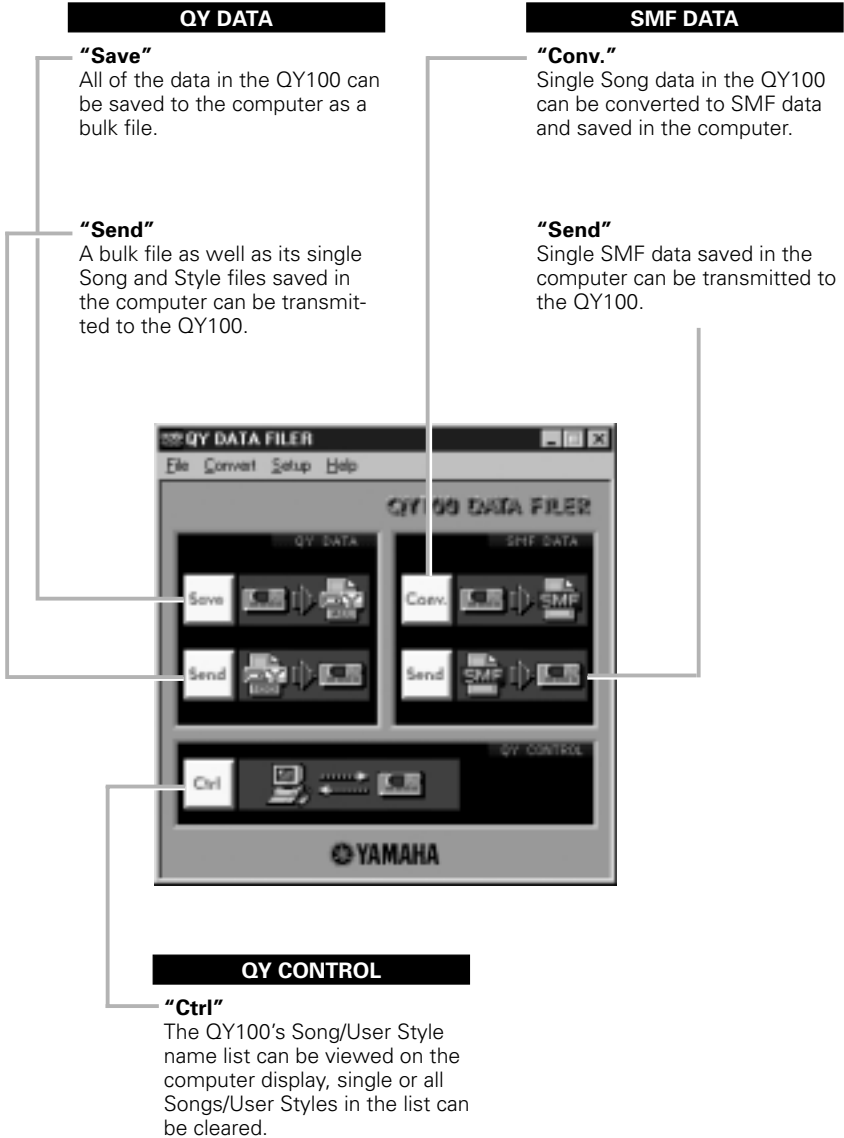 QY DATA
“Save”
All of the data in the QY100 can
be saved to the computer as a
bulk file.
“Send”
A bulk file as well as its single
Song and Style files saved in
the computer can be transmit-
ted to the QY100.
SMF DATA
“Conv.”
Single Song data in the QY100
can be converted to SMF data
and saved in the computer.
“Send”
Single SMF data saved in the
computer can be transmitted to
the QY100.
QY DATA FILER
File Convert Setup Help
QY100 DATA FILER
QY DATA
Save
QY
100
Send
QY
100
SMF DATA
Conv.
SMF
Send
SMF
QY CONTROL
Ctrl
YAMAHA
QY CONTROL
“Ctrl”
The QY100’s Song/User Style
name list can be viewed on the
computer display, single or all
Songs/User Styles in the list can
be cleared.